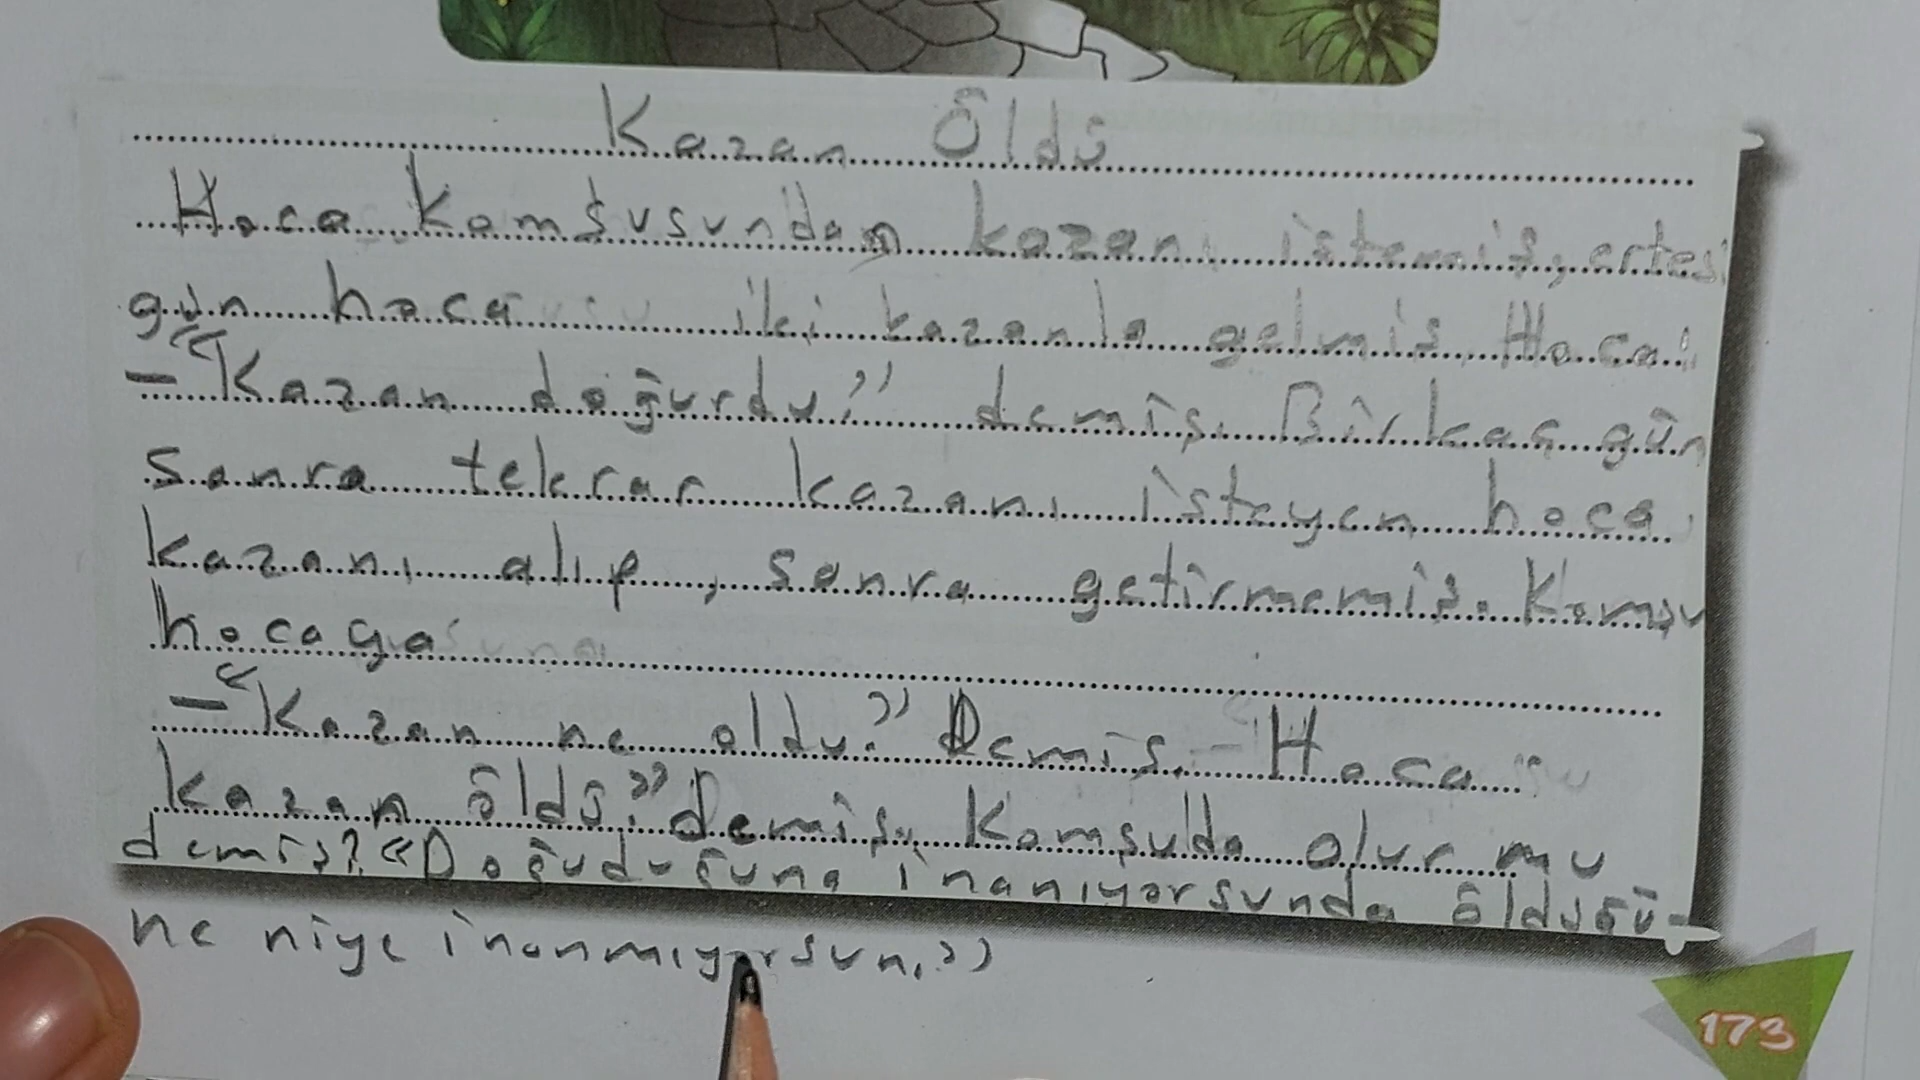 Kazan Öldü
Hoca komşusundan kazanı istemiş, ertesi
gün hoca iki kazanla gelmiş. Hoca:
-"Kazan doğurdu." demiş. Birkaç gün
sonra tekrar kazanı isteyen hoca
kazanı alıp, sonra getirmemiş. Komşu
hocaya
-"Kazan ne oldu?" Demiş. -Hoca
kazan öldü." demiş. Komşuda olur mu
demiş? "Doğuduğuna inanıyorsunda öldüğü-
ne niye inanmıyorsun."
173